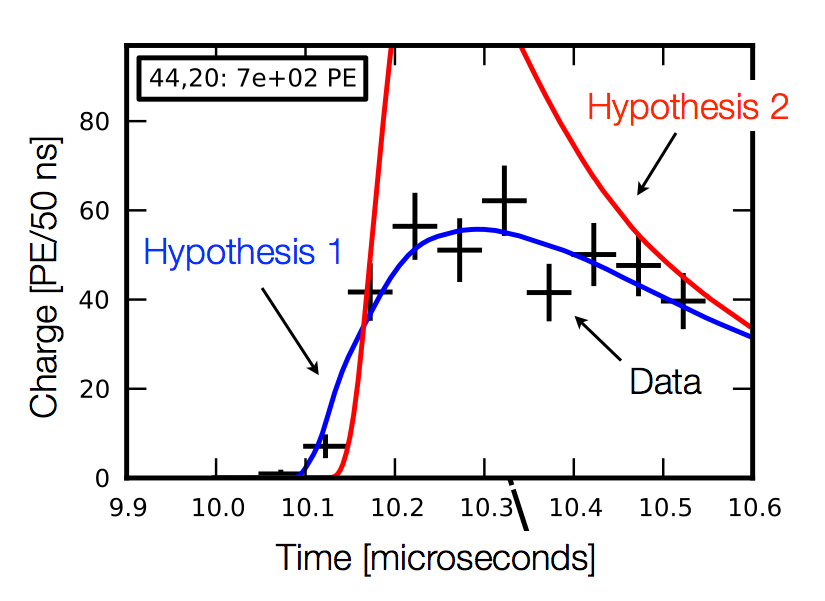 44,20: 7e+02 PE
Hypothesis 2
Hypothesis 1
Data
Charge [PE/50 ns]
80
60
40
20
0
9.9 10.0 10.1 10.2 10.3 10.4 10.5 10.6
Time [microseconds]